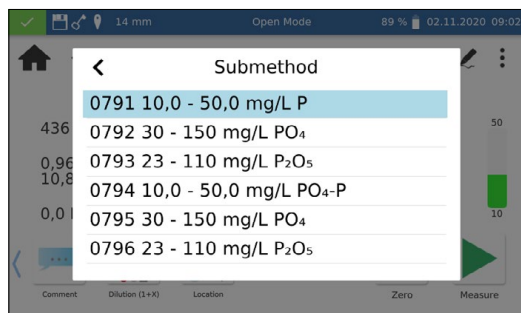 14 mm Open Mode 89 % 02.11.2020 09:02
Submethod
0791 10,0 - 50,0 mg/L P
0792 30 - 150 mg/L PO₄
0793 23 - 110 mg/L P₂O₅
0794 10,0 - 50,0 mg/L PO₄-P
0795 30 - 150 mg/L PO₄
0796 23 - 110 mg/L P₂O₅
436
0,96
10,8
0,0
50
10
Comment Dilution (1+X) Location Zero Measure